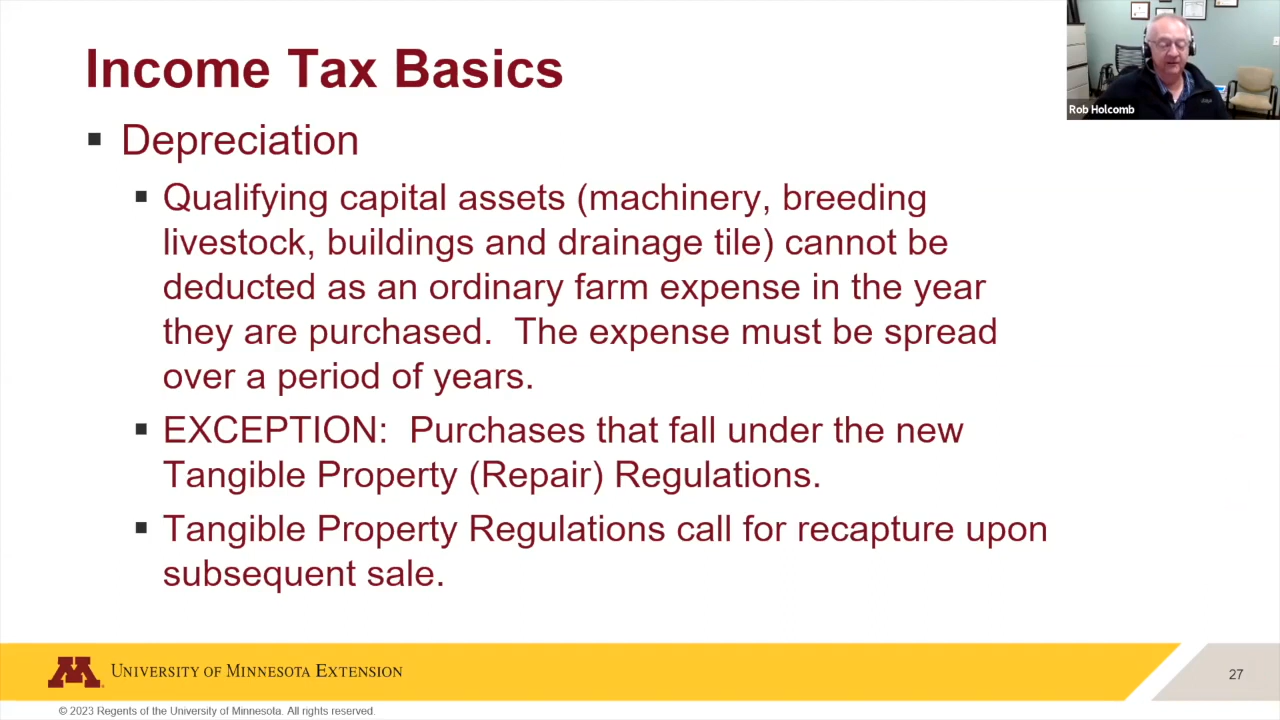 Income Tax Basics
Rob Holcomb
▪ Depreciation
▪ Qualifying capital assets (machinery, breeding
livestock, buildings and drainage tile) cannot be
deducted as an ordinary farm expense in the year
they are purchased.  The expense must be spread
over a period of years.
▪ EXCEPTION:  Purchases that fall under the new
Tangible Property (Repair) Regulations.
▪ Tangible Property Regulations call for recapture upon
subsequent sale.
M UNIVERSITY OF MINNESOTA EXTENSION
27
© 2023 Regents of the University of Minnesota. All rights reserved.